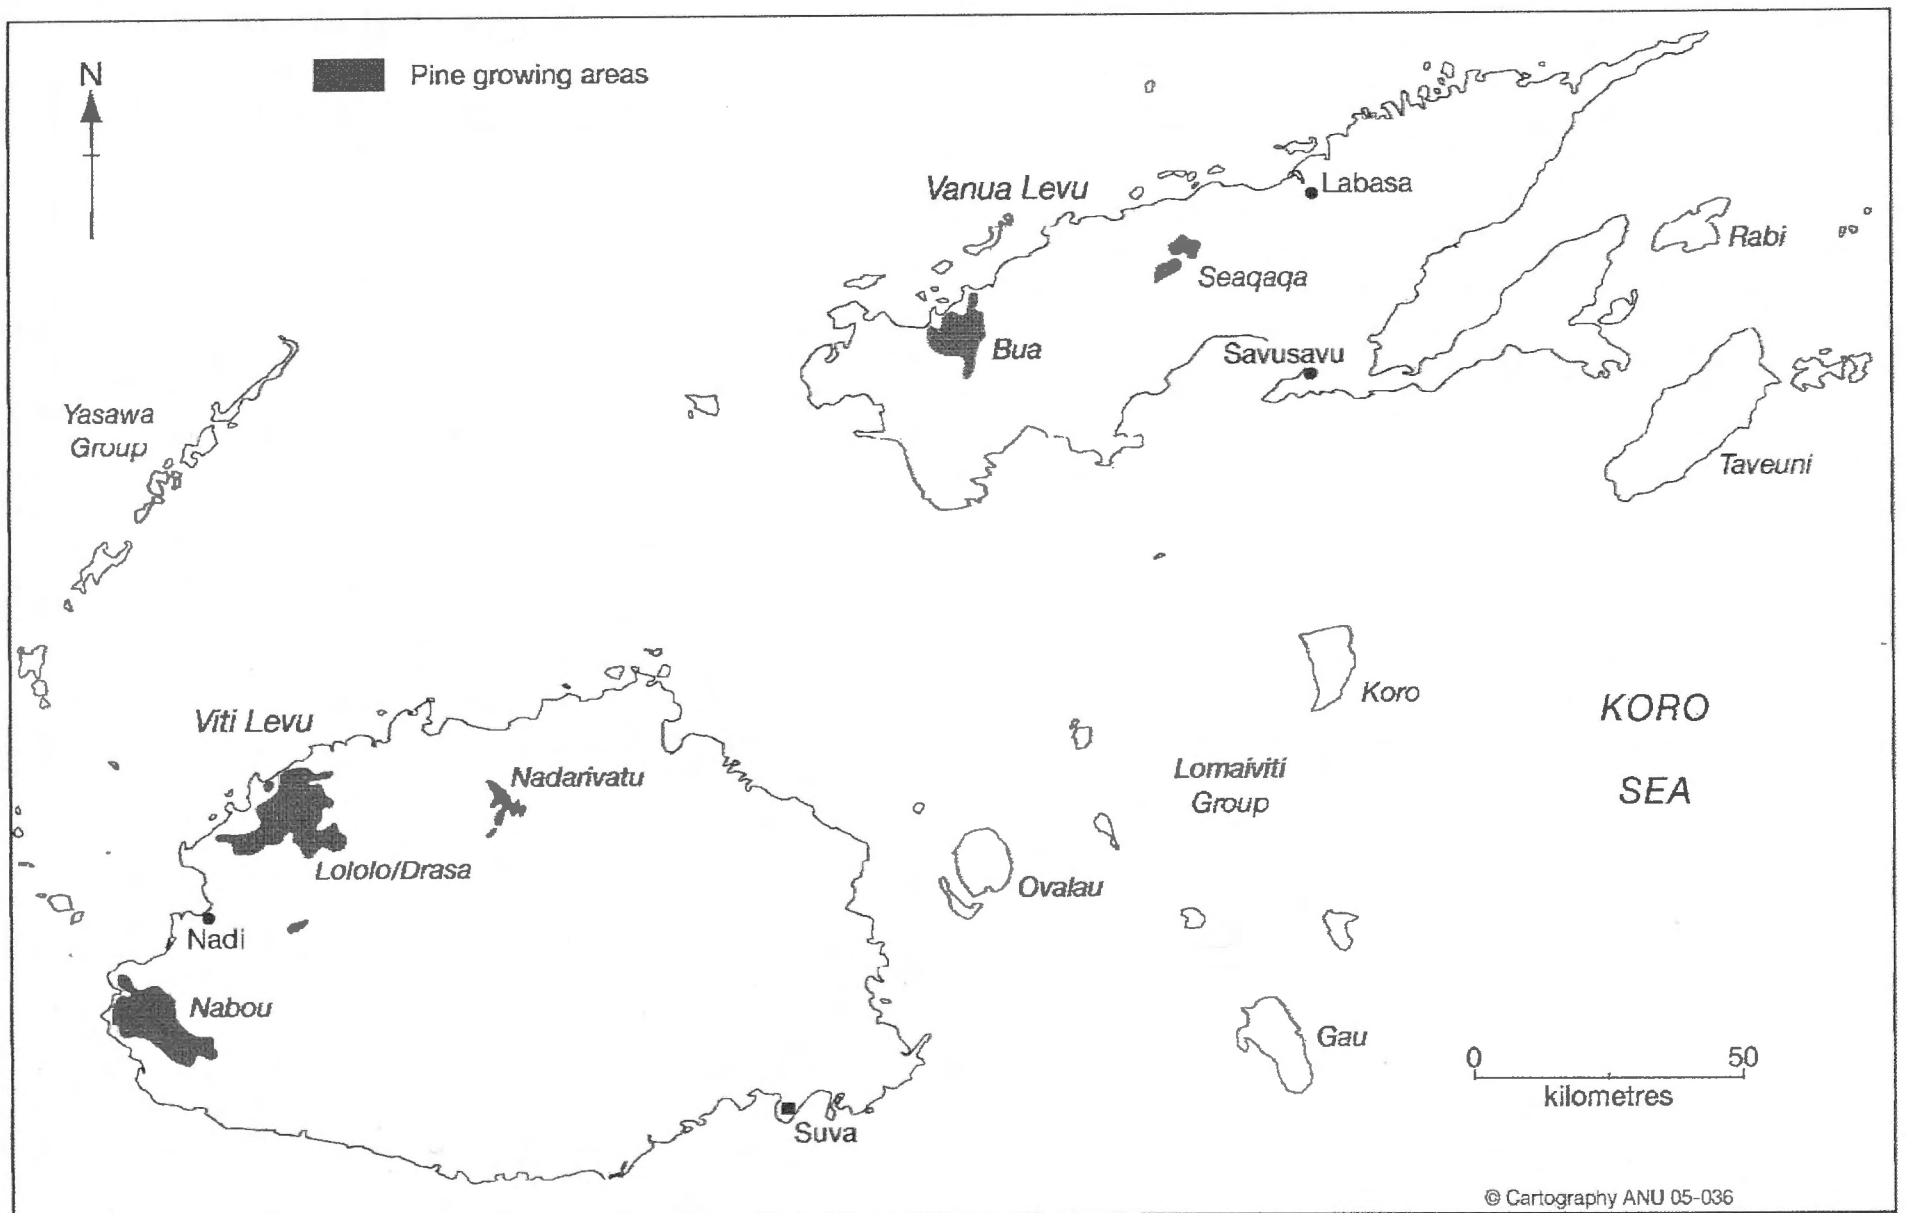 N
Pine growing areas
Vanua Levu
Labasa
Rabi
Seaqaqa
Bua
Savusavu
Yasawa
Group
Taveuni
Koro
KORO
SEA
Viti Levu
Lomaiviti
Group
Nadarivatu
Lololo/Drasa
Ovalau
Nadi
Nabou
Gau
0 50
kilometres
Suva
© Cartography ANU 05-036